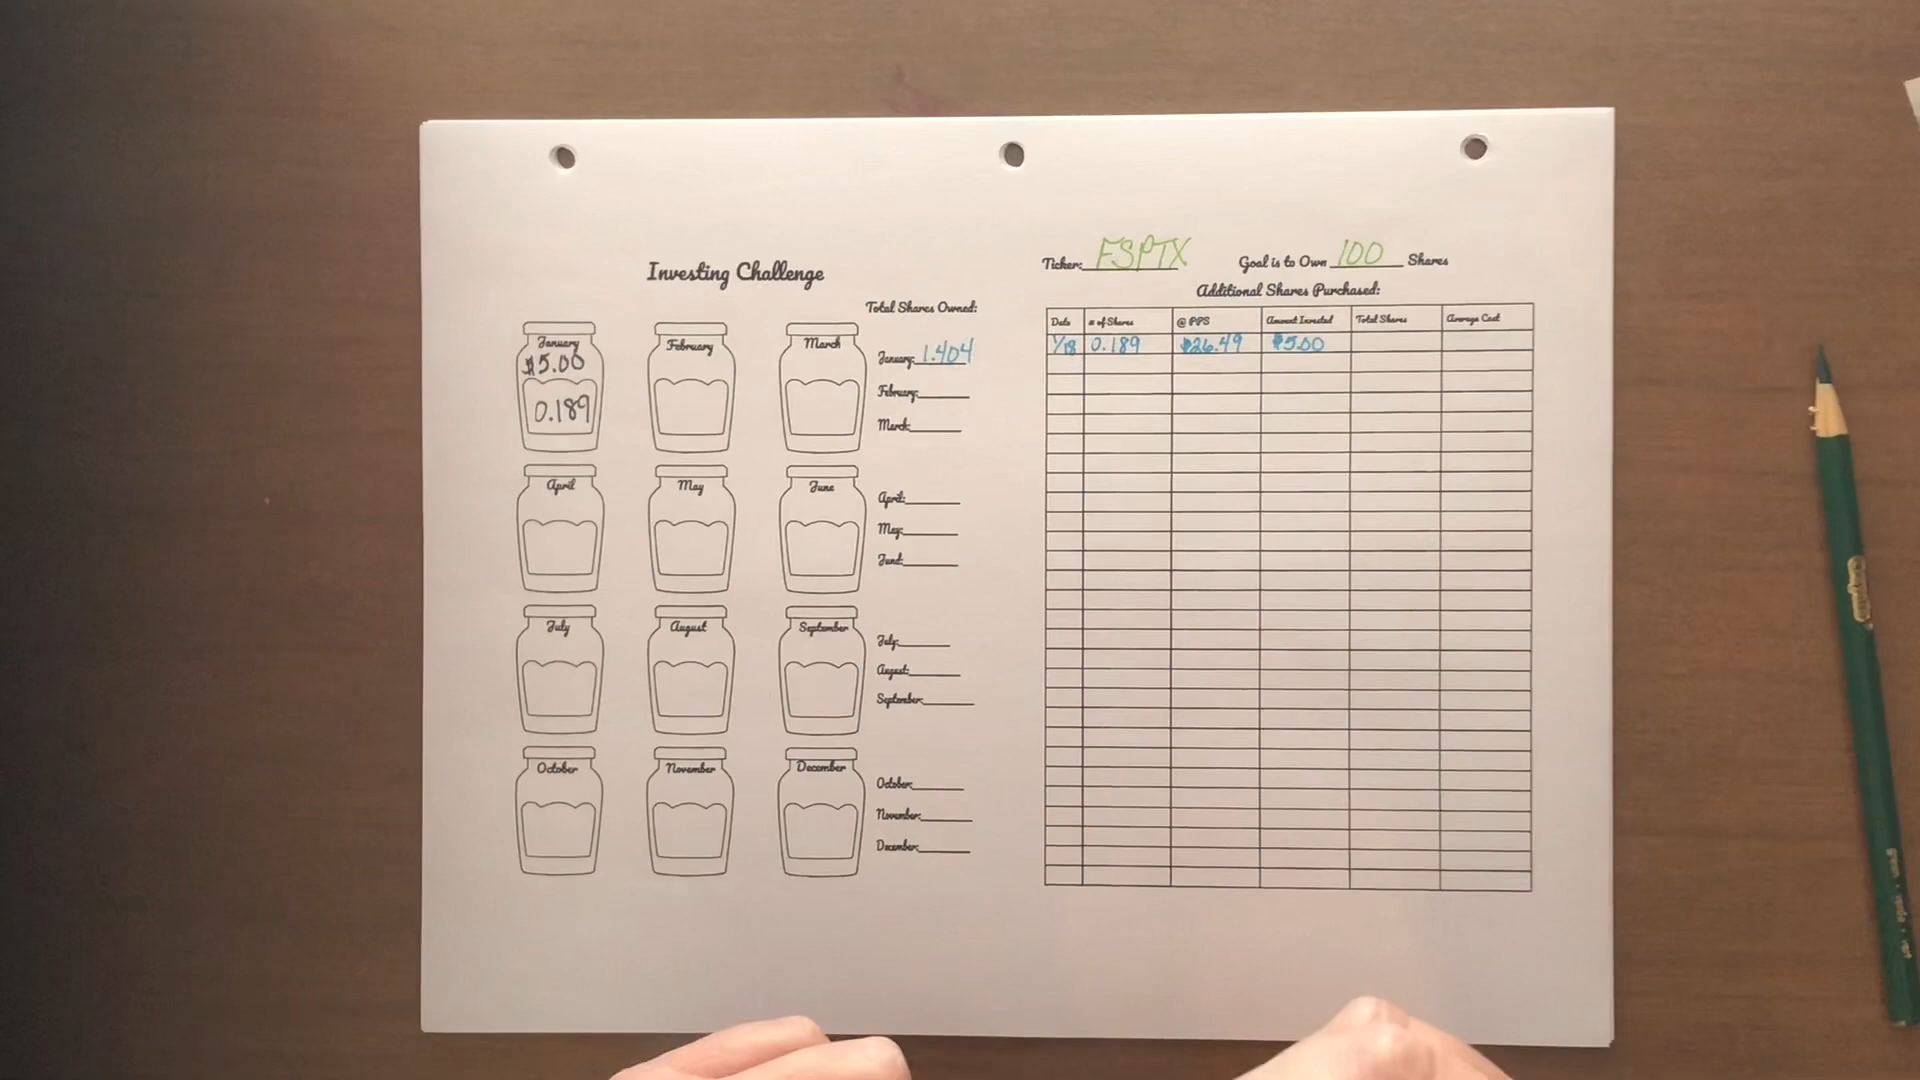 Investing Challenge
Total Shares Owned:
January
$5.00
0.189
February
March
January: 1.404
February:
March:
April
May
June
April:
May:
Jund:
July
August
September
July:
August:
September:
October
November
December
October:
November:
December:
Ticker: FSPTX Goal is to Own 100 Shares
Additional Shares Purchased:
Date # of Shares @ PPS Amount Invested Total Shares Average Cost
1/18 0.189 $26.49 $5.00
Crayola
green